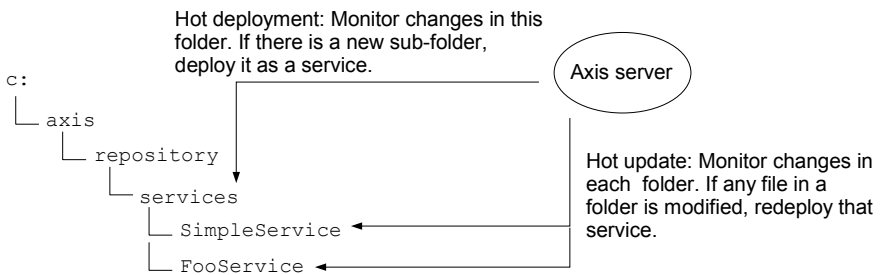 Hot deployment: Monitor changes in this
folder. If there is a new sub-folder,
deploy it as a service.
Axis server
c:
axis
repository
services
SimpleService
FooService
Hot update: Monitor changes in
each folder. If any file in a
folder is modified, redeploy that
service.